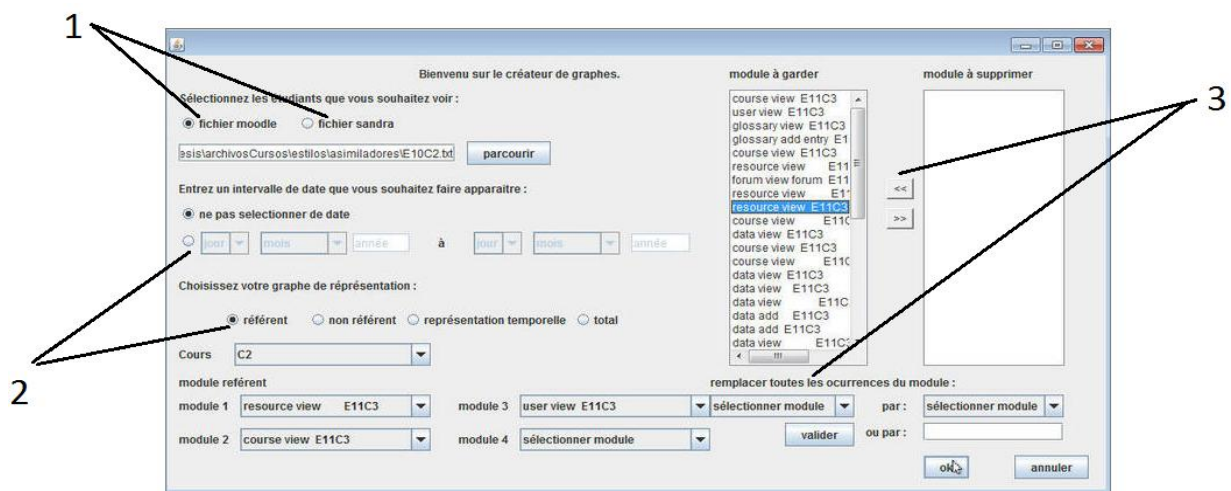 1
Bienvenu sur le créateur de graphes.
Sélectionnez les étudiants que vous souhaitez voir :
fichier moodle fichier sandra
esis\archivosCursos\estilos\asimiladores\E10C2.txt parcourir
Entrez un intervalle de date que vous souhaitez faire apparaitre :
ne pas selectionner de date
jour mois année à jour mois année
Choisissez votre graphe de réprésentation :
référent non référent représentation temporelle total
Cours C2
2
module reférent
module 1 resource view E11C3 module 3 user view E11C3
module 2 course view E11C3 module 4 sélectionner module
module à garder
course view E11C3
user view E11C3
glossary view E11C3
glossary add entry E1
course view E11C3
resource view E11
forum view forum E11
resource view E11
resource view E11C3
course view E11C
data view E11C3
course view E11C3
course view E11C
data view E11C3
data view E11C3
data view E11C
data add E11C3
data add E11C3
data view E11C3
<<
>>
module à supprimer
3
remplacer toutes les ocurrences du module :
sélectionner module par : sélectionner module
valider ou par :
ok annuler